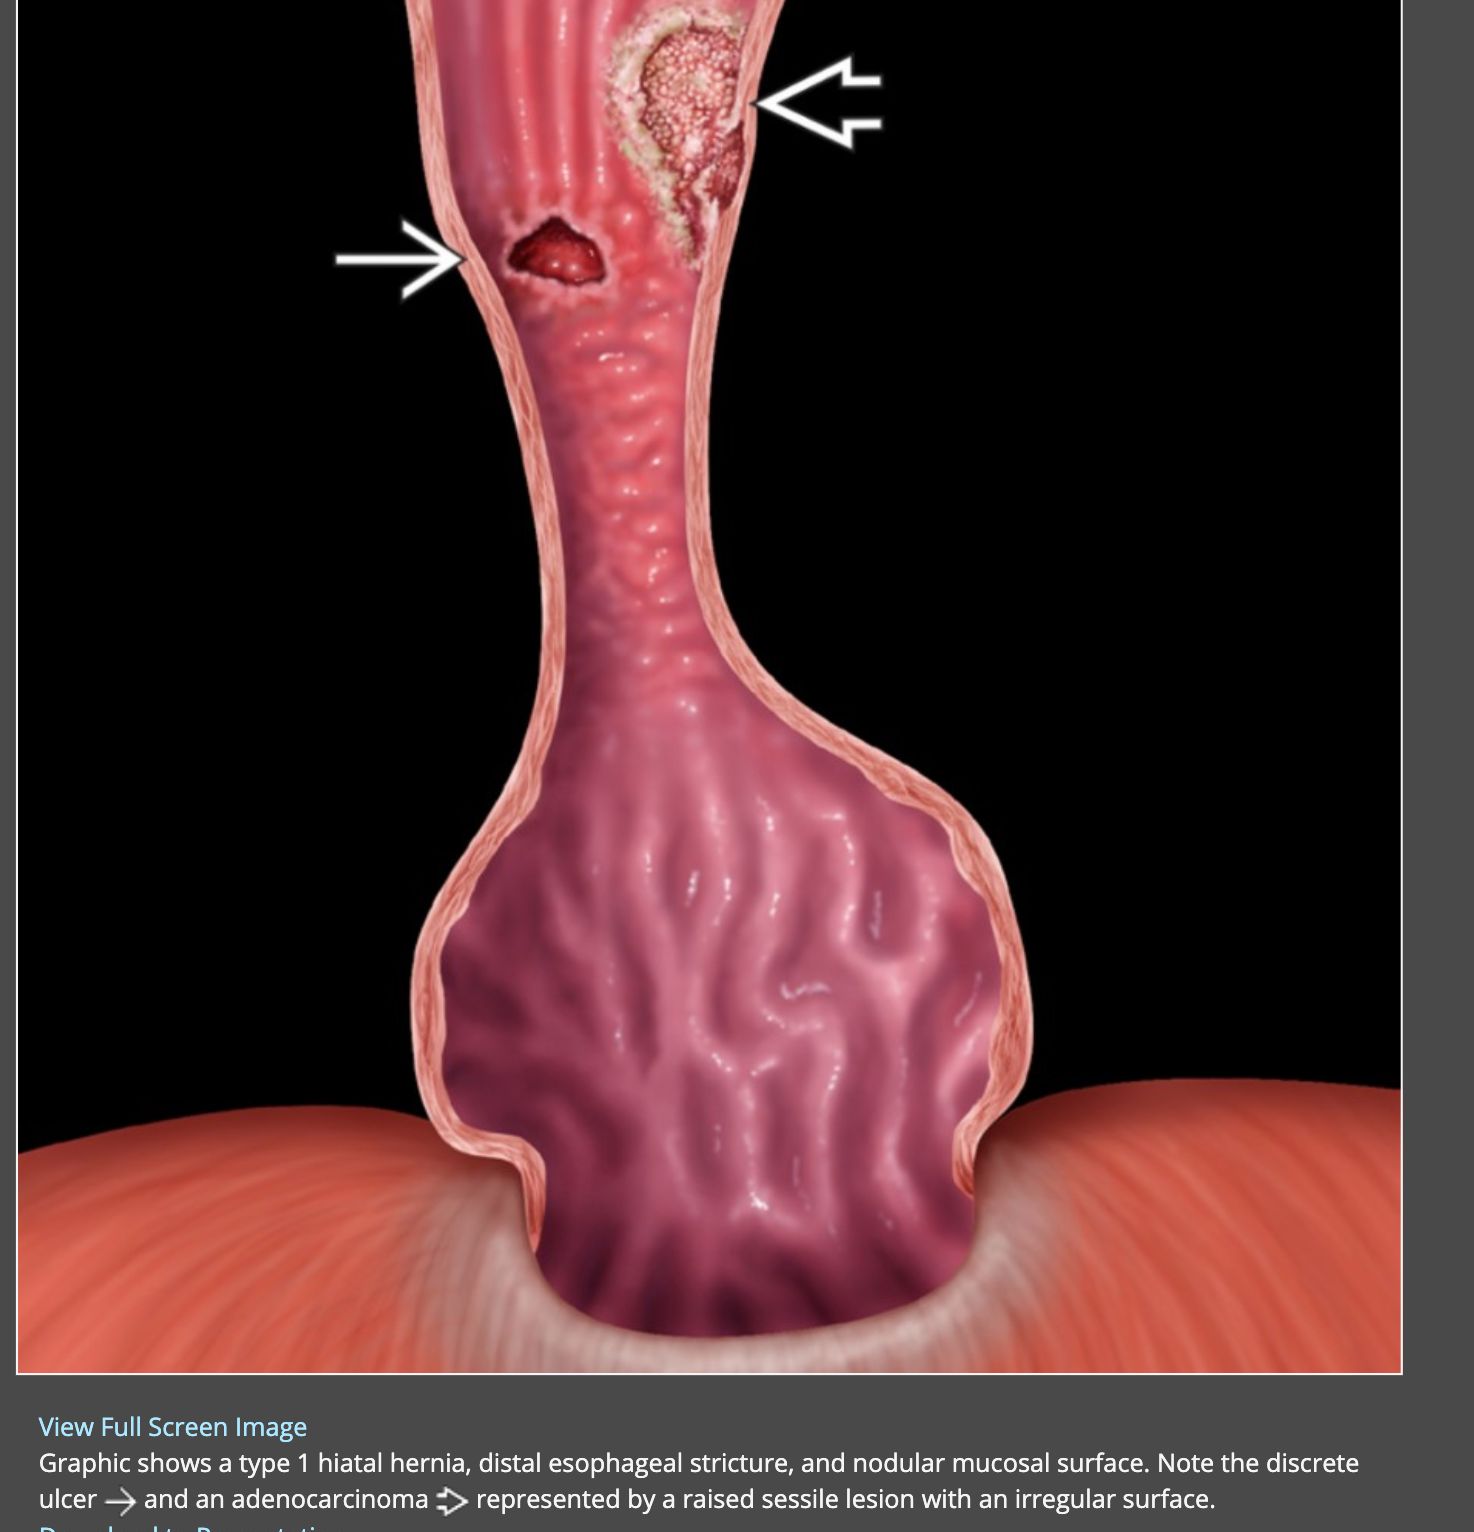 View Full Screen Image
Graphic shows a type 1 hiatal hernia, distal esophageal stricture, and nodular mucosal surface. Note the discrete
ulcer → and an adenocarcinoma ⇨ represented by a raised sessile lesion with an irregular surface.